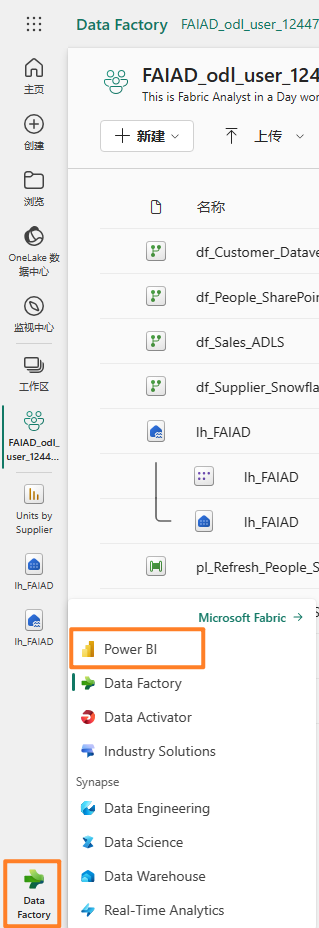 Data Factory
FAIAD_odl_user_12447
主页
创建
浏览
OneLake 数
据中心
监视中心
工作区
FAIAD_odl_
user_1244...
Units by
Supplier
lh_FAIAD
lh_FAIAD
Data
Factory
FAIAD_odl_user_124
This is Fabric Analyst in a Day wor
新建
上传
名称
df_Customer_Datave
df_People_SharePoin
df_Sales_ADLS
df_Supplier_Snowfla
lh_FAIAD
lh_FAIAD
lh_FAIAD
pl_Refresh_People_S
Microsoft Fabric
Power BI
Data Factory
Data Activator
Industry Solutions
Synapse
Data Engineering
Data Science
Data Warehouse
Real-Time Analytics